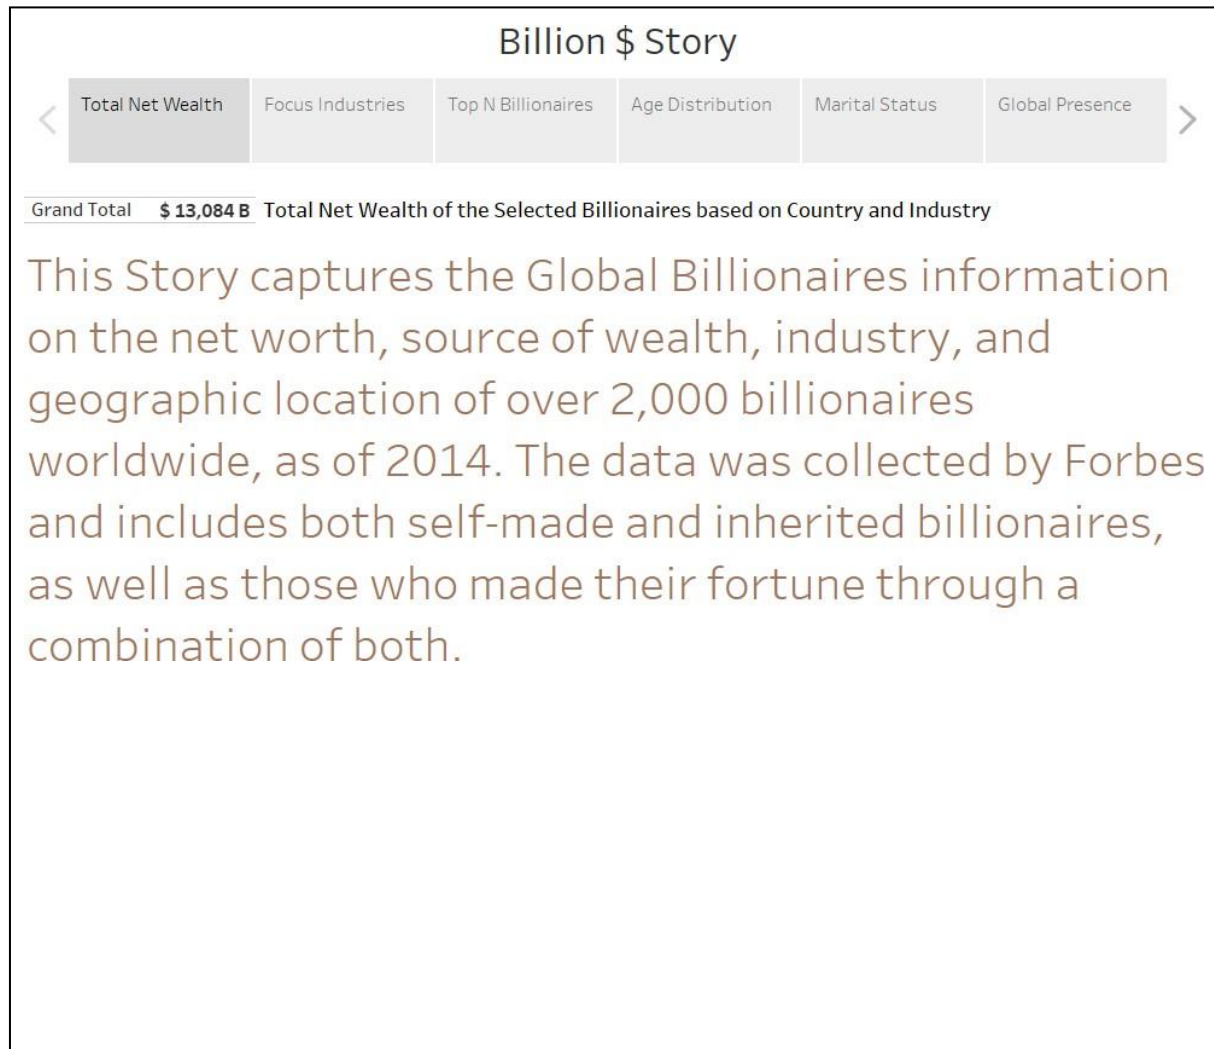 Billion $ Story
Total Net Wealth
Focus Industries
Top N Billionaires
Age Distribution
Marital Status
Global Presence
Grand Total $ 13,084 B Total Net Wealth of the Selected Billionaires based on Country and Industry
This Story captures the Global Billionaires information
on the net worth, source of wealth, industry, and
geographic location of over 2,000 billionaires
worldwide, as of 2014. The data was collected by Forbes
and includes both self-made and inherited billionaires,
as well as those who made their fortune through a
combination of both.